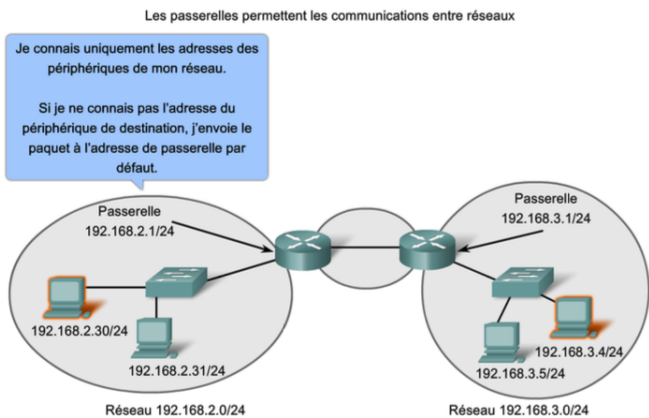 Les passerelles permettent les communications entre réseaux
Je connais uniquement les adresses des
périphériques de mon réseau.
Si je ne connais pas l'adresse du
périphérique de destination, j'envoie le
paquet à l'adresse de passerelle par
défaut.
Passerelle
192.168.2.1/24
Passerelle
192.168.3.1/24
192.168.2.30/24
192.168.2.31/24
192.168.3.4/24
192.168.3.5/24
Réseau 192.168.2.0/24
Réseau 192.168.3.0/24